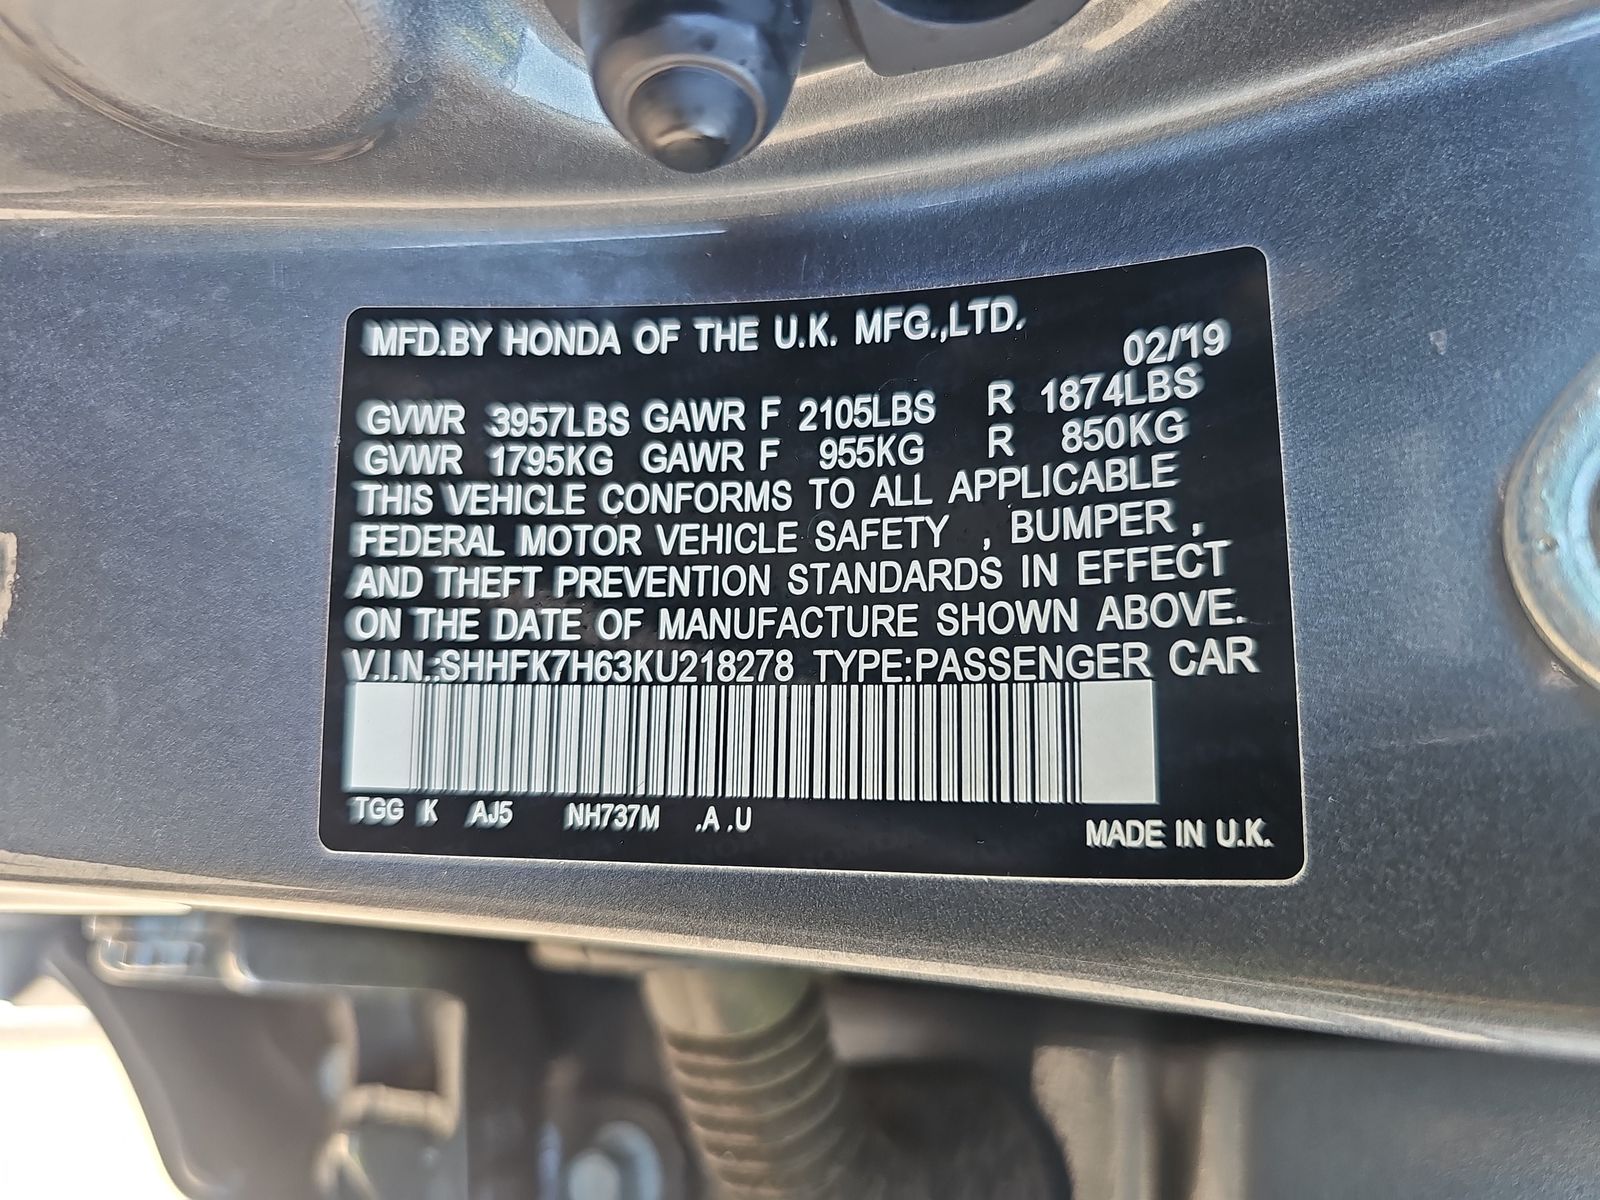 MFD.BY HONDA OF THE U.K. MFG.,LTD.
02/19
GVWR 3957LBS GAWR F 2105LBS R 1874LBS
GVWR 1795KG GAWR F 955KG R 850KG
THIS VEHICLE CONFORMS TO ALL APPLICABLE
FEDERAL MOTOR VEHICLE SAFETY , BUMPER ,
AND THEFT PREVENTION STANDARDS IN EFFECT
ON THE DATE OF MANUFACTURE SHOWN ABOVE.
V.I.N.:SHHFK7H63KU218278 TYPE:PASSENGER CAR
TGG K AJ5 NH737M .A .U
MADE IN U.K.